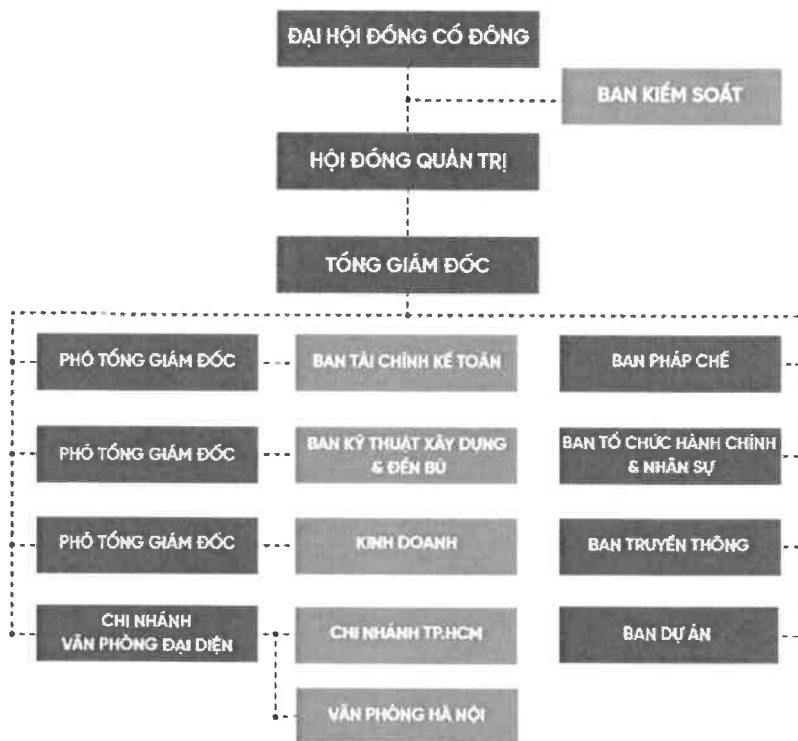 ĐẠI HỘI ĐỒNG CỔ ĐÔNG
BAN KIỂM SOÁT
HỘI ĐỒNG QUẢN TRỊ
TỔNG GIÁM ĐỐC
PHÓ TỔNG GIÁM ĐỐC
BAN TÀI CHÍNH KẾ TOÁN
BAN PHÁP CHẾ
PHÓ TỔNG GIÁM ĐỐC
BAN KỸ THUẬT XÂY DỰNG
& ĐỀN BÙ
BAN TỔ CHỨC HÀNH CHÍNH
& NHÂN SỰ
PHÓ TỔNG GIÁM ĐỐC
KINH DOANH
BAN TRUYỀN THÔNG
CHI NHÁNH
VĂN PHÒNG ĐẠI DIỆN
CHI NHÁNH TP.HCM
BAN DỰ ÁN
VĂN PHÒNG HÀ NỘI